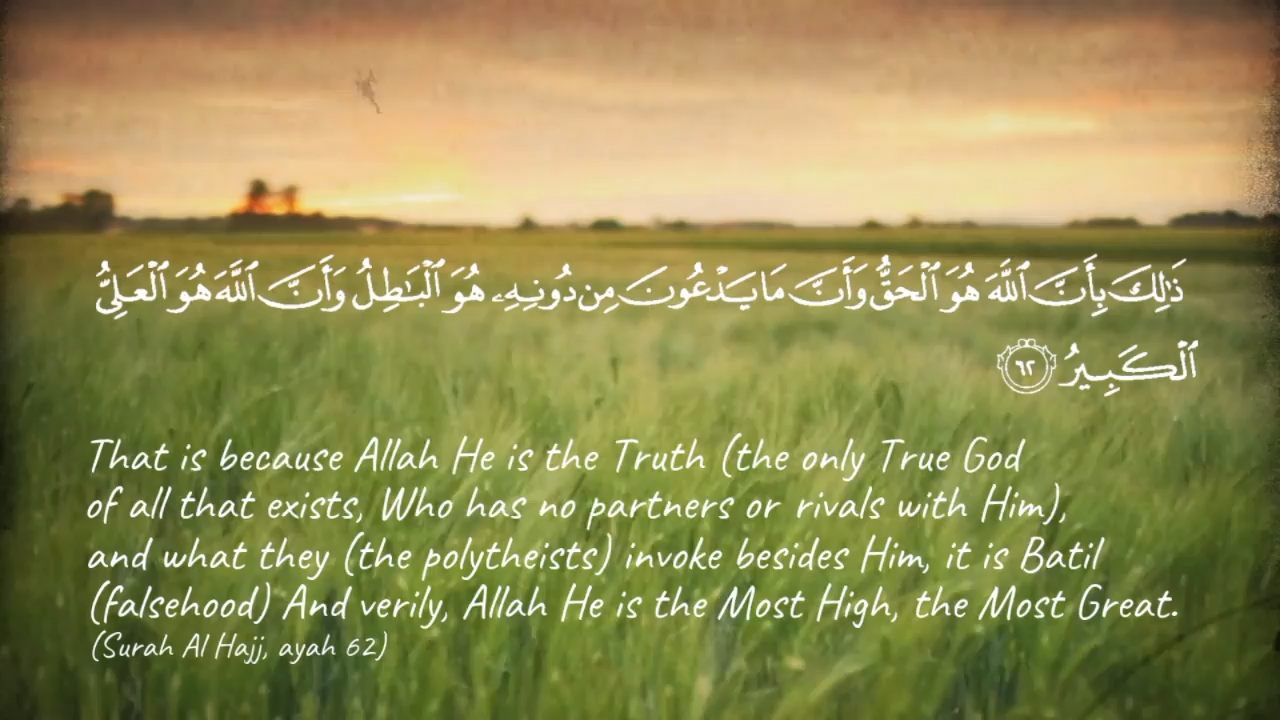 ذَٰلِكَ بِأَنَّ ٱللَّهَ هُوَ ٱلْحَقُّ وَأَنَّ مَا يَدْعُونَ مِن دُونِهِۦ هُوَ ٱلْبَـٰطِلُ وَأَنَّ ٱللَّهَ هُوَ ٱلْعَلِىُّ
ٱلْكَبِيرُ ٦٢
That is because Allah He is the Truth (the only True God
of all that exists, Who has no partners or rivals with Him),
and what they (the polytheists) invoke besides Him, it is Batil
(falsehood) And verily, Allah He is the Most High, the Most Great.
(Surah Al Hajj, ayah 62)